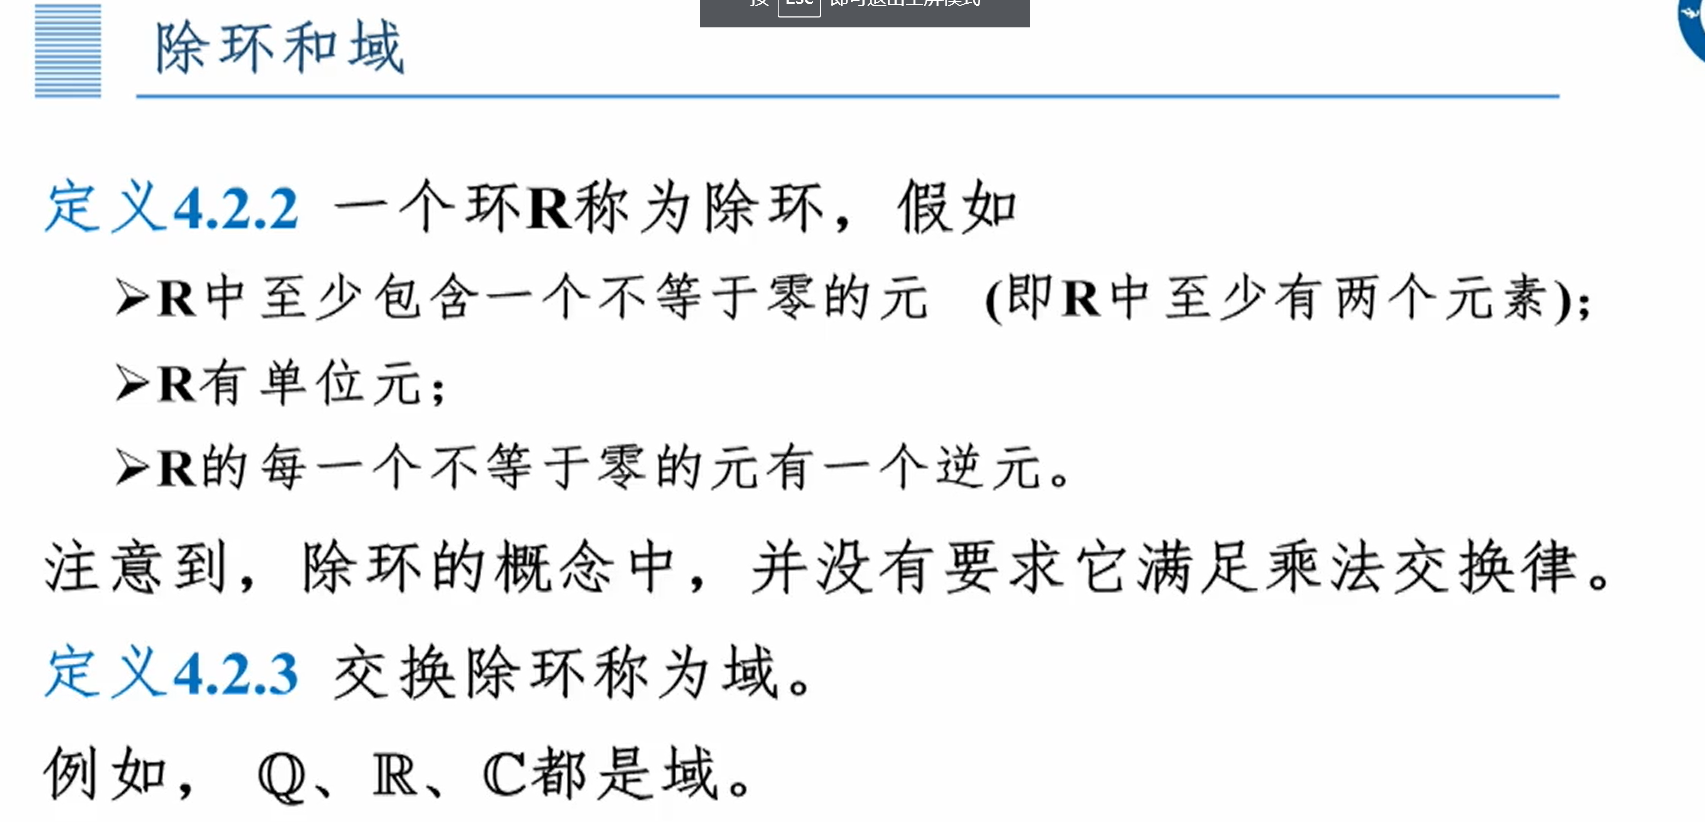 按 Esc 即可退出全屏模式
除环和域
定义4.2.2 一个环R称为除环，假如
➢R中至少包含一个不等于零的元 (即R中至少有两个元素);
➢R有单位元;
➢R的每一个不等于零的元有一个逆元。
注意到，除环的概念中，并没有要求它满足乘法交换律。
定义4.2.3 交换除环称为域。
例如， ℚ、ℝ、ℂ都是域。